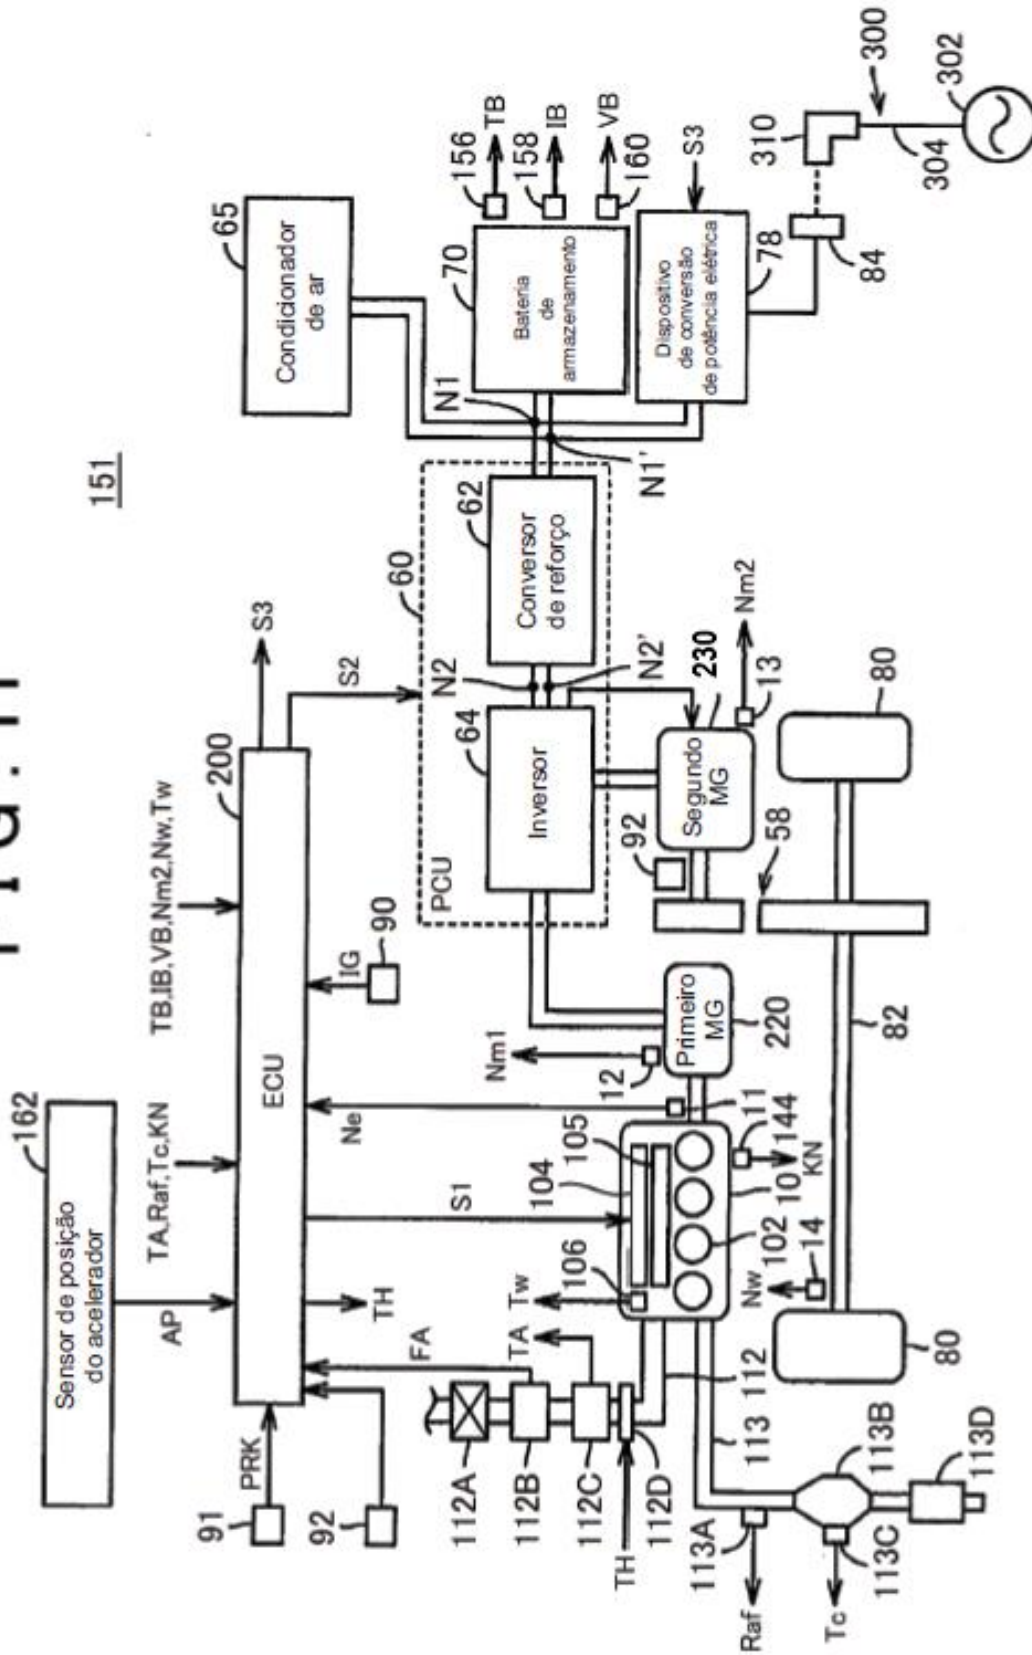 151
162
Sensor de posição
do acelerador
AP
TA,Raf,Tc,KN
TB,IB,VB,Nm2,Nw,Tw
200
ECU
S3
S2
PRK
91
92
TH
IG
90
FA
S1
Ne
Nm1
60
PCU
64
Inversor
N2
N2'
62
Conversor
de reforço
N1
N1'
65
Condicionador
de ar
70
Bateria
de
armazenamento
156
TB
158
IB
VB
160
S3
Dispositivo
de conversão
de potência elétrica
78
84
310
300
304
302
112A
112B
112C
112D
TH
TA
Tw
106
104
105
102
10
11
144
KN
12
Primeiro
MG
220
92
Segundo
MG
230
13
Nm2
58
80
82
Nw
14
80
112
113
113A
Raf
113B
113C
Tc
113D